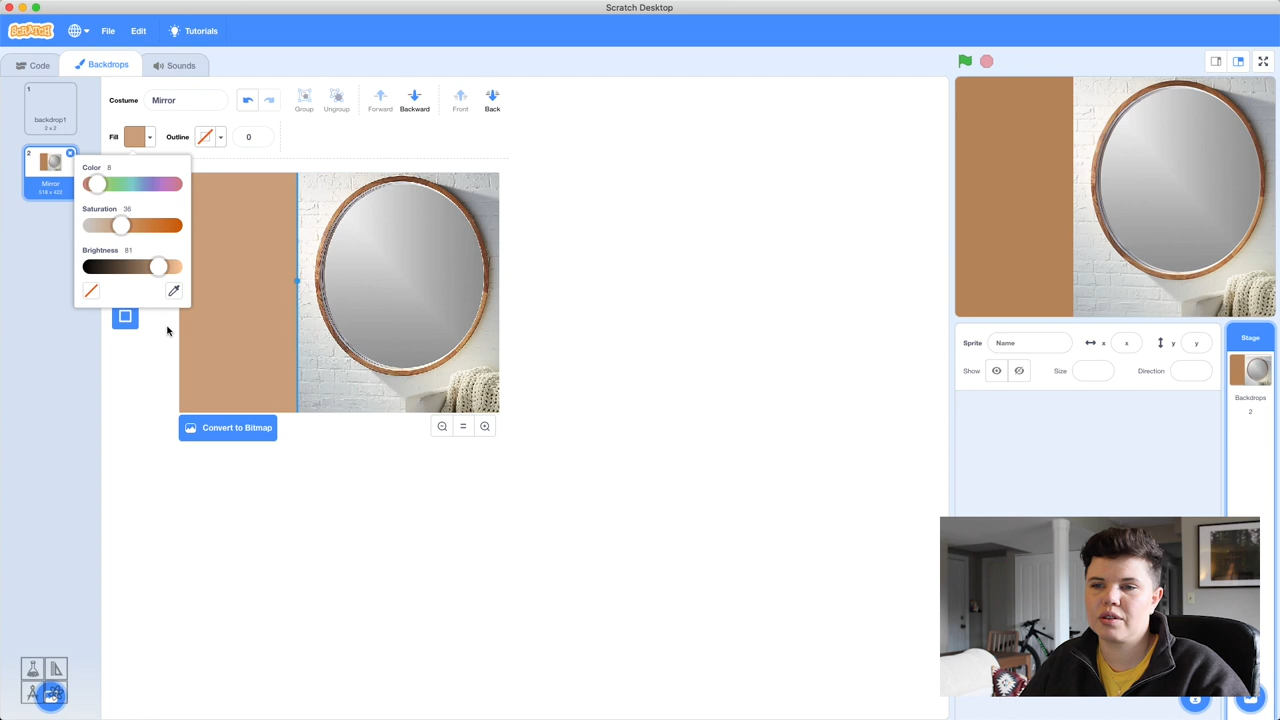 Scratch Desktop
SCRATCH File Edit Tutorials
Code Backdrops Sounds
1
backdrop1
2 x 2
2
Mirror
518 x 422
Costume Mirror
Group Ungroup Forward Backward Front Back
Fill Outline 0
Color 8
Saturation 36
Brightness 81
Convert to Bitmap
Sprite Name x x y y
Show Size Direction
Stage
Backdrops
2